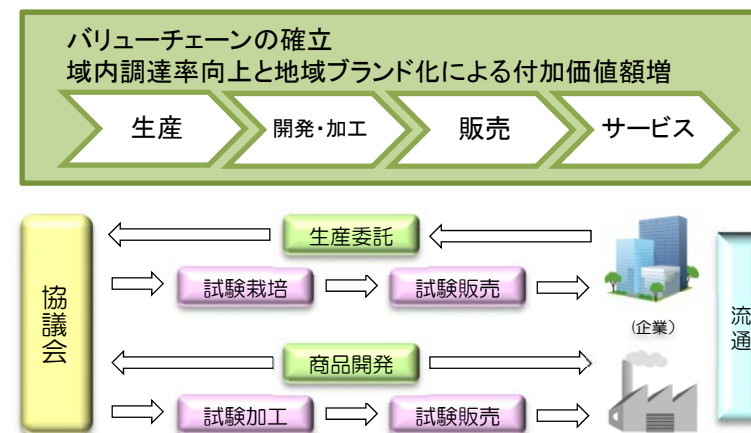 バリューチェーンの確立
域内調達率向上と地域ブランド化による付加価値額増
生産
開発・加工
販売
サービス
協議会
生産委託
試験栽培
試験販売
(企業)
流通
商品開発
試験加工
試験販売